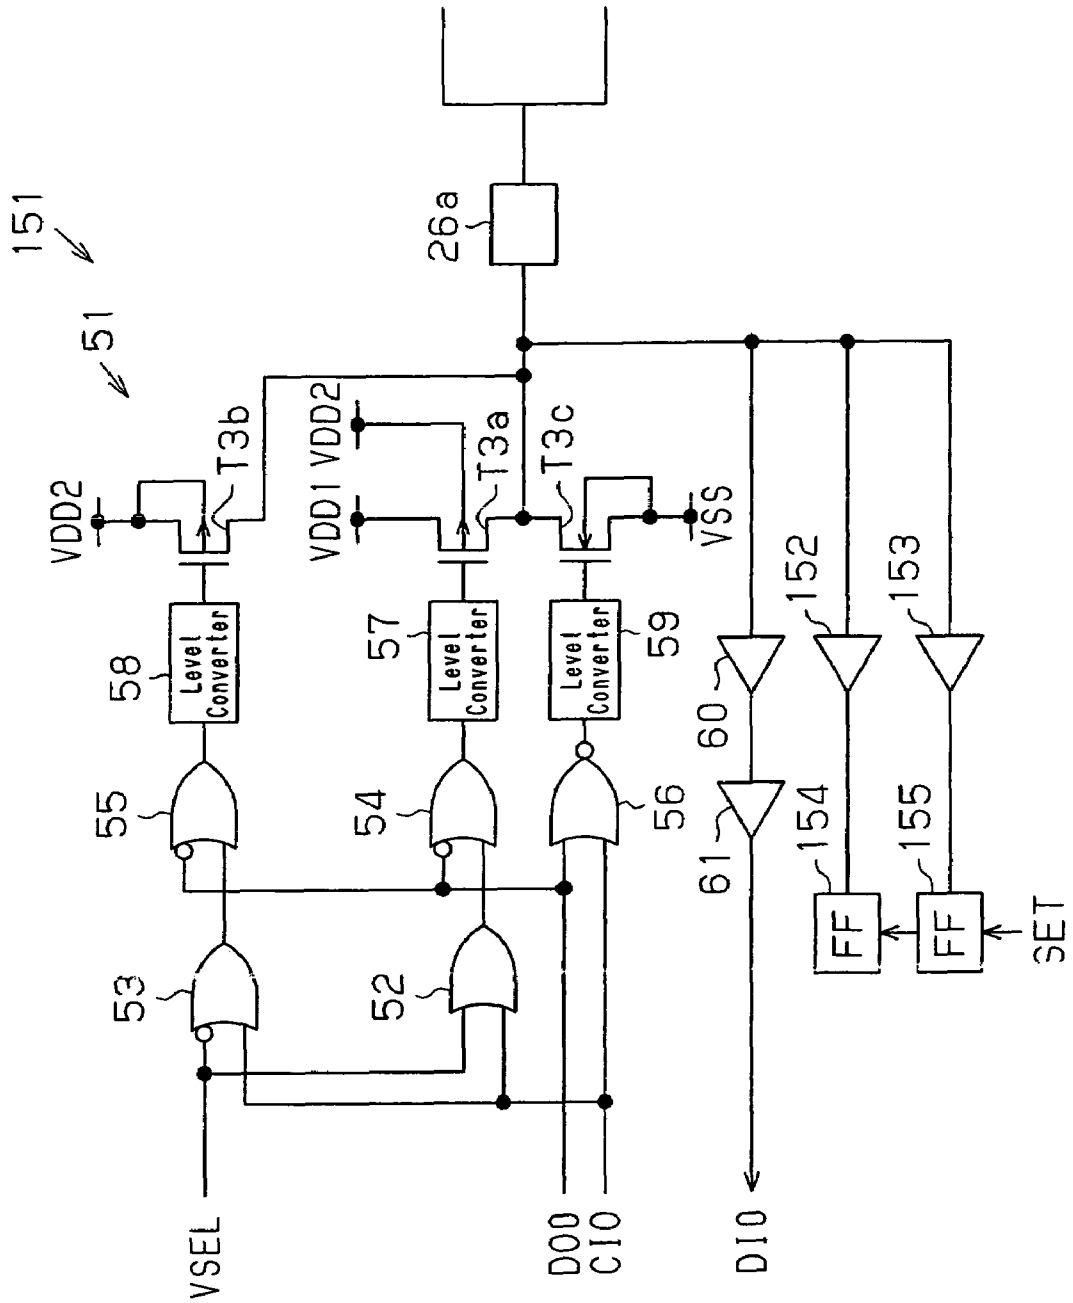 151
51
VDD2
T3b
58
Level Converter
55
53
VSEL
VDD1
VDD2
T3a
57
Level Converter
54
52
26a
T3c
VSS
59
Level Converter
56
DO0
CIO
60
61
DI0
152
154
FF
153
155
FF
SET